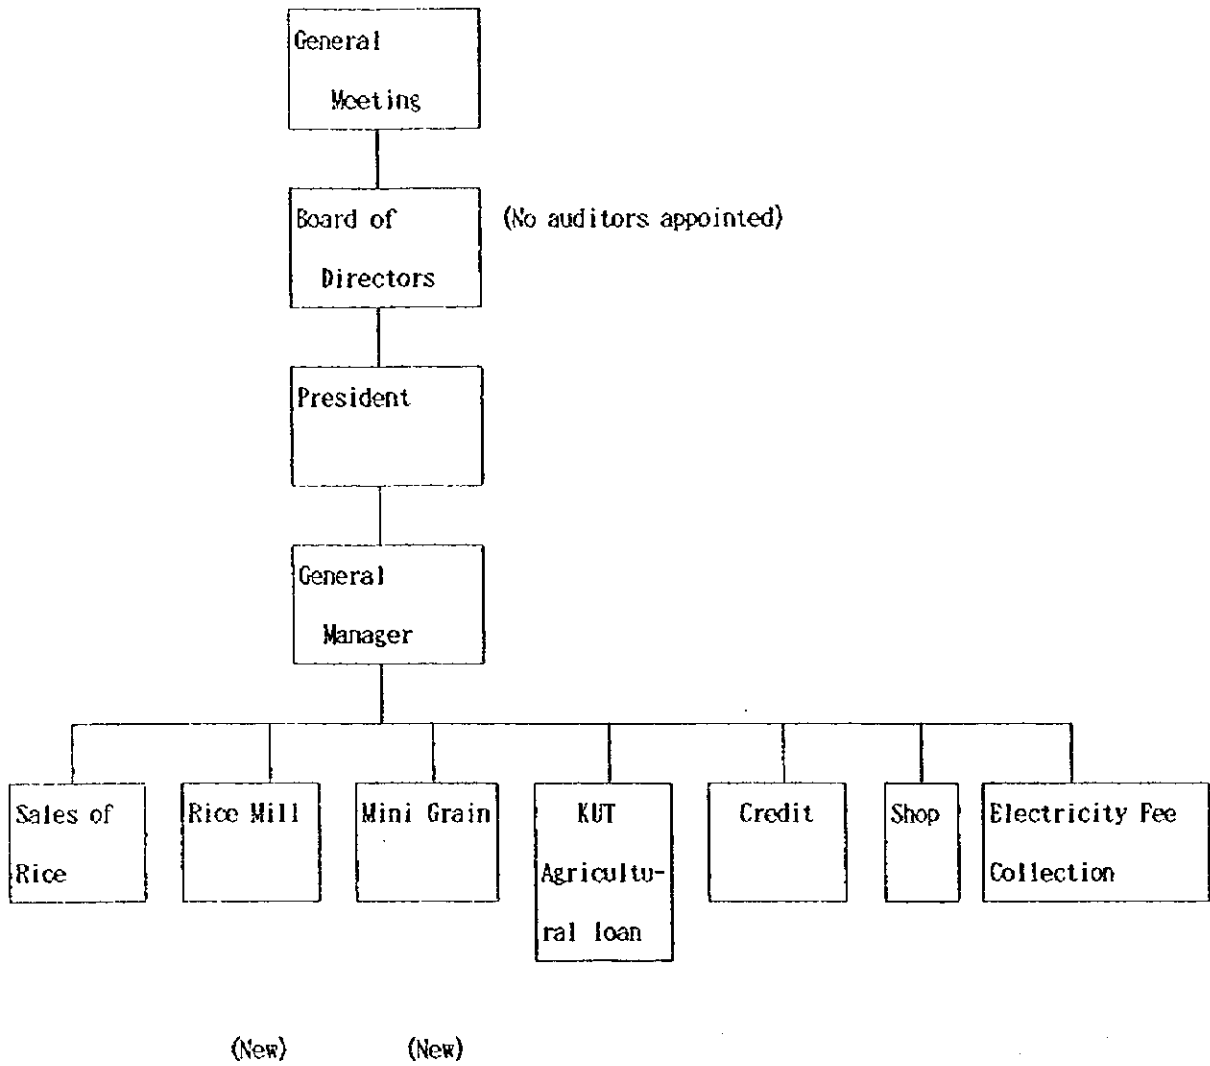 General
Meeting
Board of
Directors
(No auditors appointed)
President
General
Manager
Sales of
Rice
Rice Mill
Mini Grain
KUT
Agricultu-
ral loan
Credit
Shop
Electricity Fee
Collection
(New)
(New)